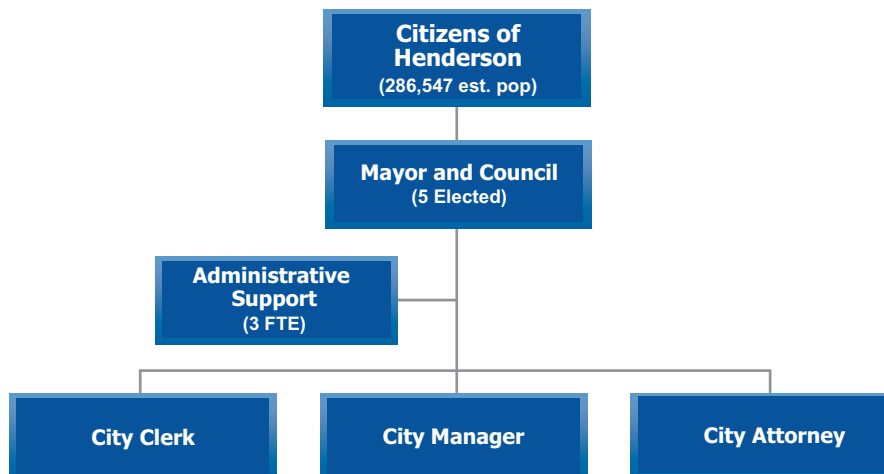 Citizens of
Henderson
(286,547 est. pop)
Mayor and Council
(5 Elected)
Administrative
Support
(3 FTE)
City Clerk
City Manager
City Attorney